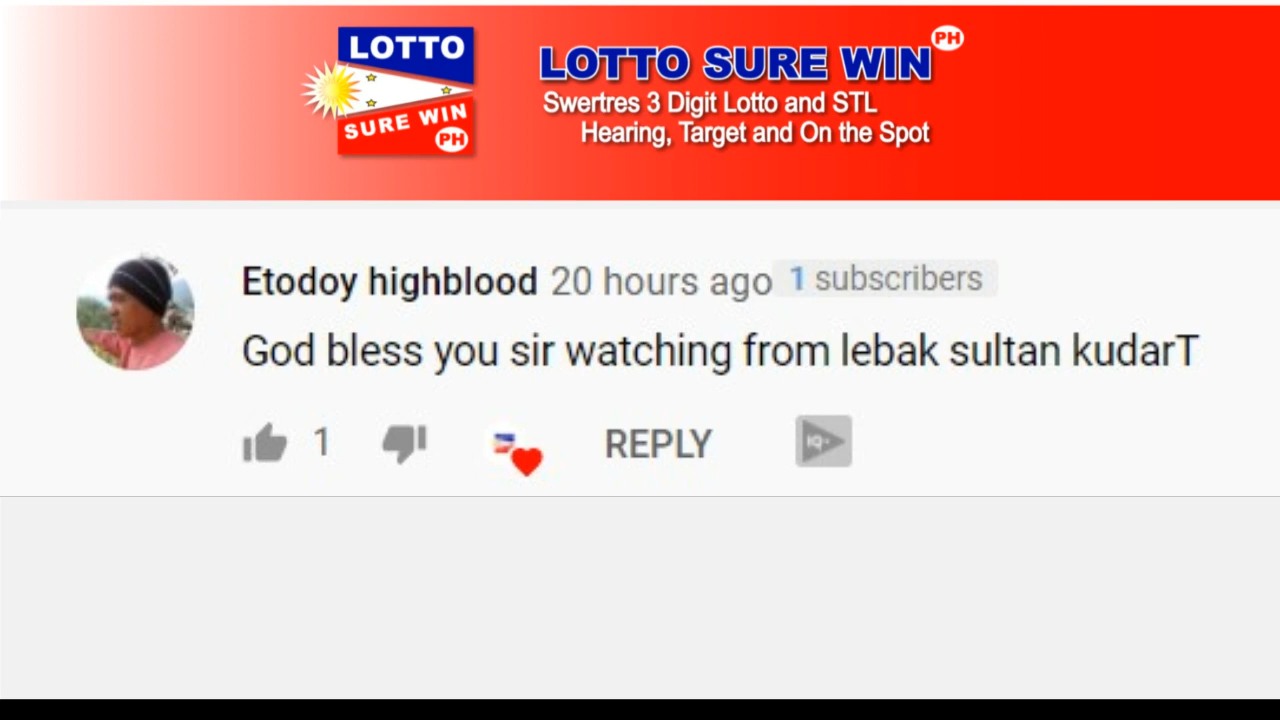 LOTTO
SURE WIN
PH
LOTTO SURE WIN PH
Swertres 3 Digit Lotto and STL
Hearing, Target and On the Spot
Etodoy highblood 20 hours ago 1 subscribers
God bless you sir watching from lebak sultan kudarT
1 REPLY IQ